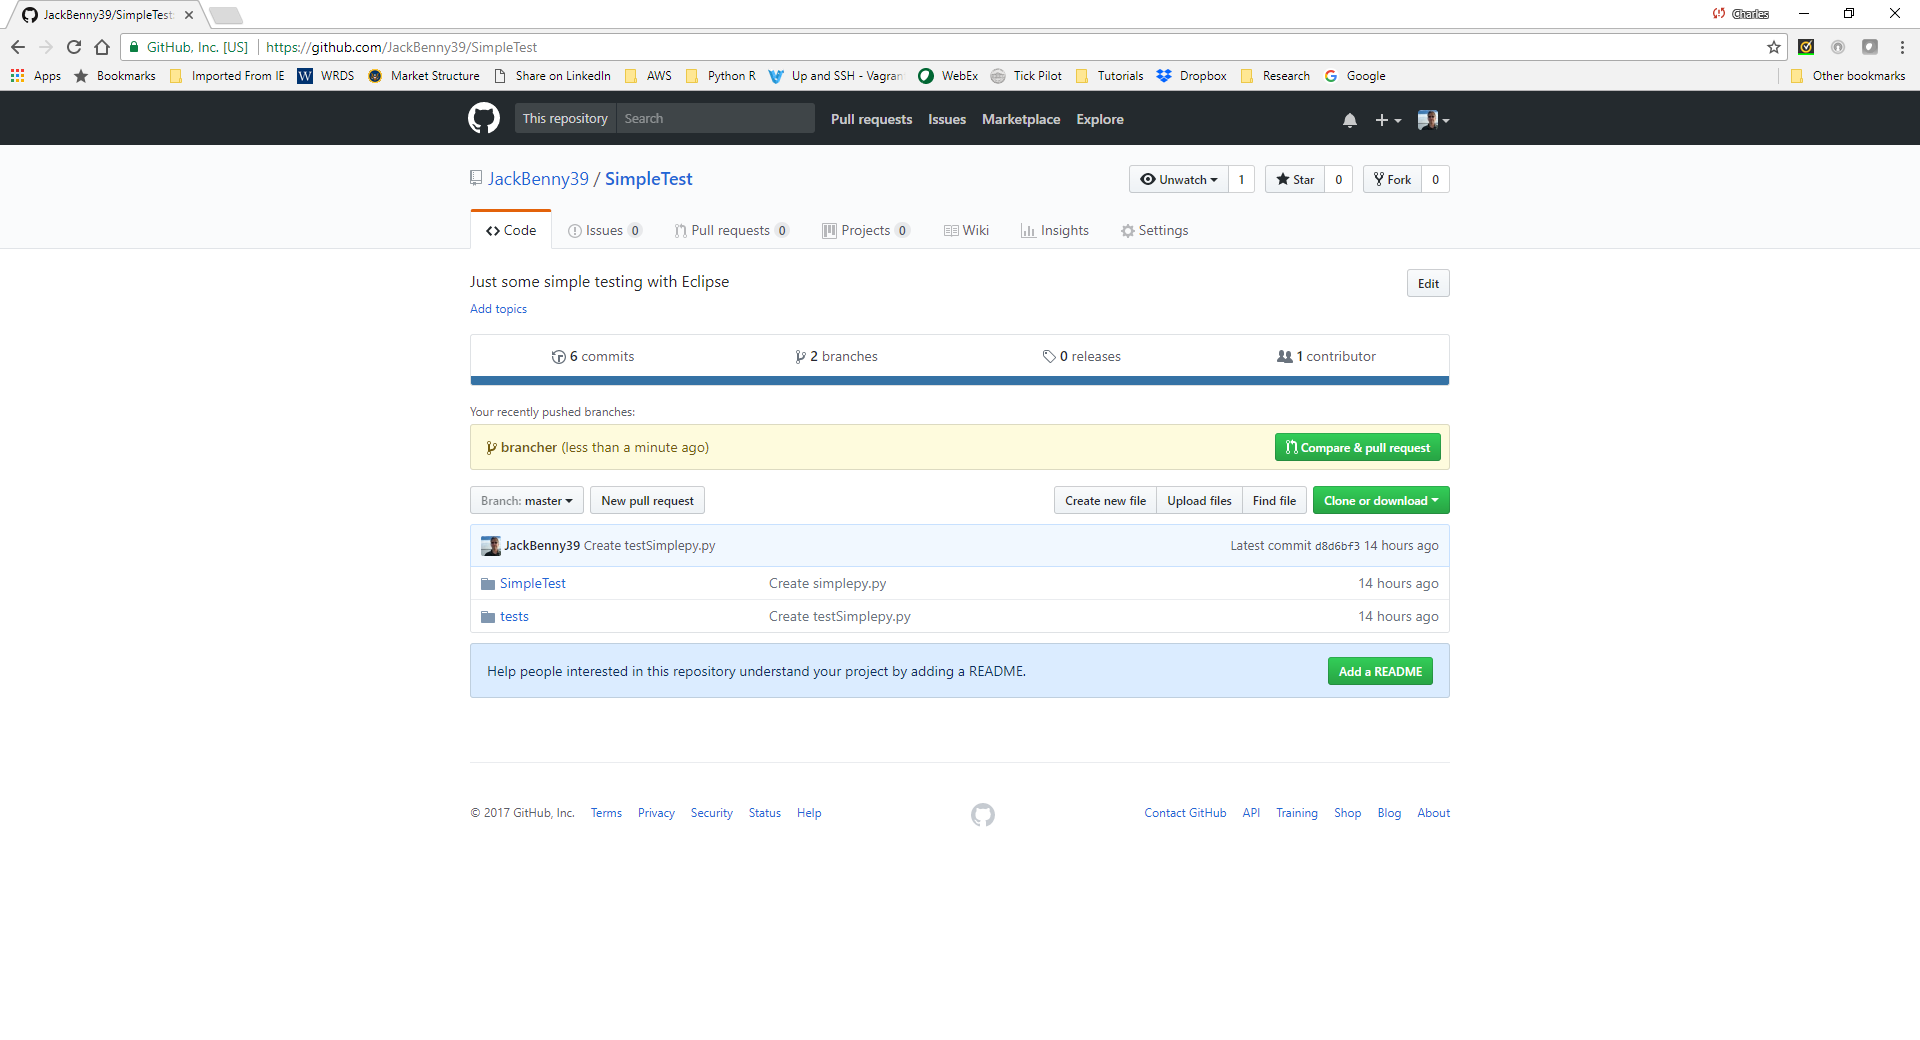 JackBenny39/SimpleTest
Charles
GitHub, Inc. [US] https://github.com/JackBenny39/SimpleTest
Apps Bookmarks Imported From IE W WRDS Market Structure Share on LinkedIn AWS Python R Up and SSH - Vagran WebEx Tick Pilot Tutorials Dropbox Research G Google Other bookmarks
This repository Search Pull requests Issues Marketplace Explore
JackBenny39 / SimpleTest Unwatch 1 Star 0 Fork 0
Code Issues 0 Pull requests 0 Projects 0 Wiki Insights Settings
Just some simple testing with Eclipse Edit
Add topics
6 commits 2 branches 0 releases 1 contributor
Your recently pushed branches:
brancher (less than a minute ago) Compare & pull request
Branch: master New pull request Create new file Upload files Find file Clone or download
JackBenny39 Create testSimplepy.py Latest commit d8d6bf3 14 hours ago
SimpleTest Create simplepy.py 14 hours ago
tests Create testSimplepy.py 14 hours ago
Help people interested in this repository understand your project by adding a README. Add a README
© 2017 GitHub, Inc. Terms Privacy Security Status Help Contact GitHub API Training Shop Blog About